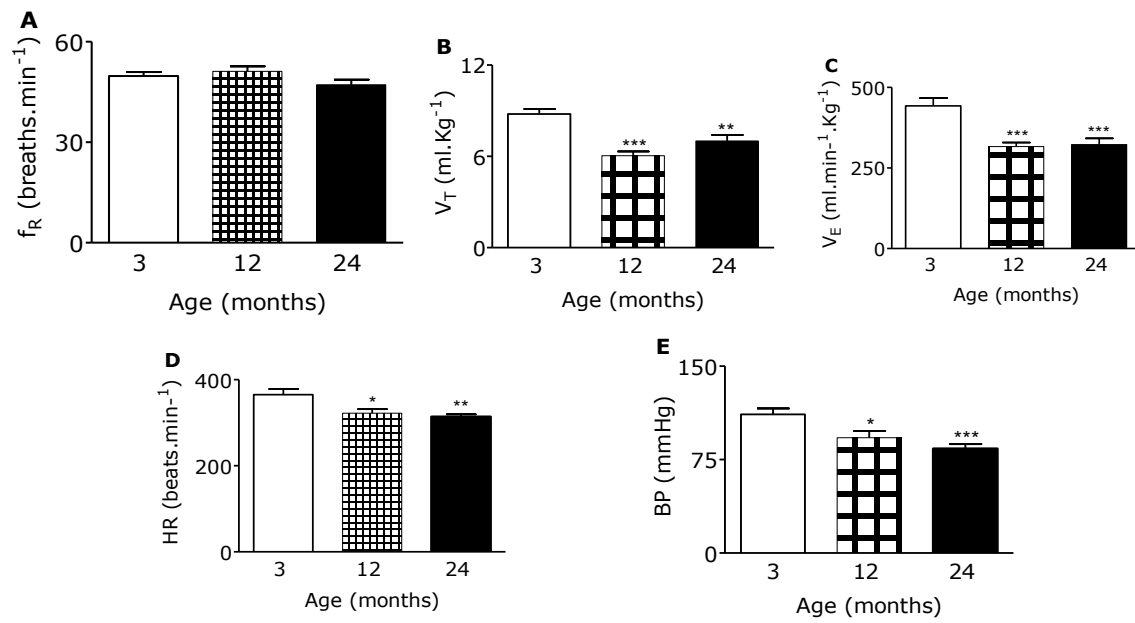 A
f_R (breaths.min⁻¹)
60
30
0
3 12 24
Age (months)
B
V_T (ml.Kg⁻¹)
12
6
0
***
**
3 12 24
Age (months)
C
V_E (ml.min⁻¹.Kg⁻¹)
500
250
0
***
***
3 12 24
Age (months)
D
HR (beats.min-¹)
400
200
0
*
**
3 12 24
Age (months)
E
BP (mmHg)
150
75
0
*
***
3 12 24
Age (months)